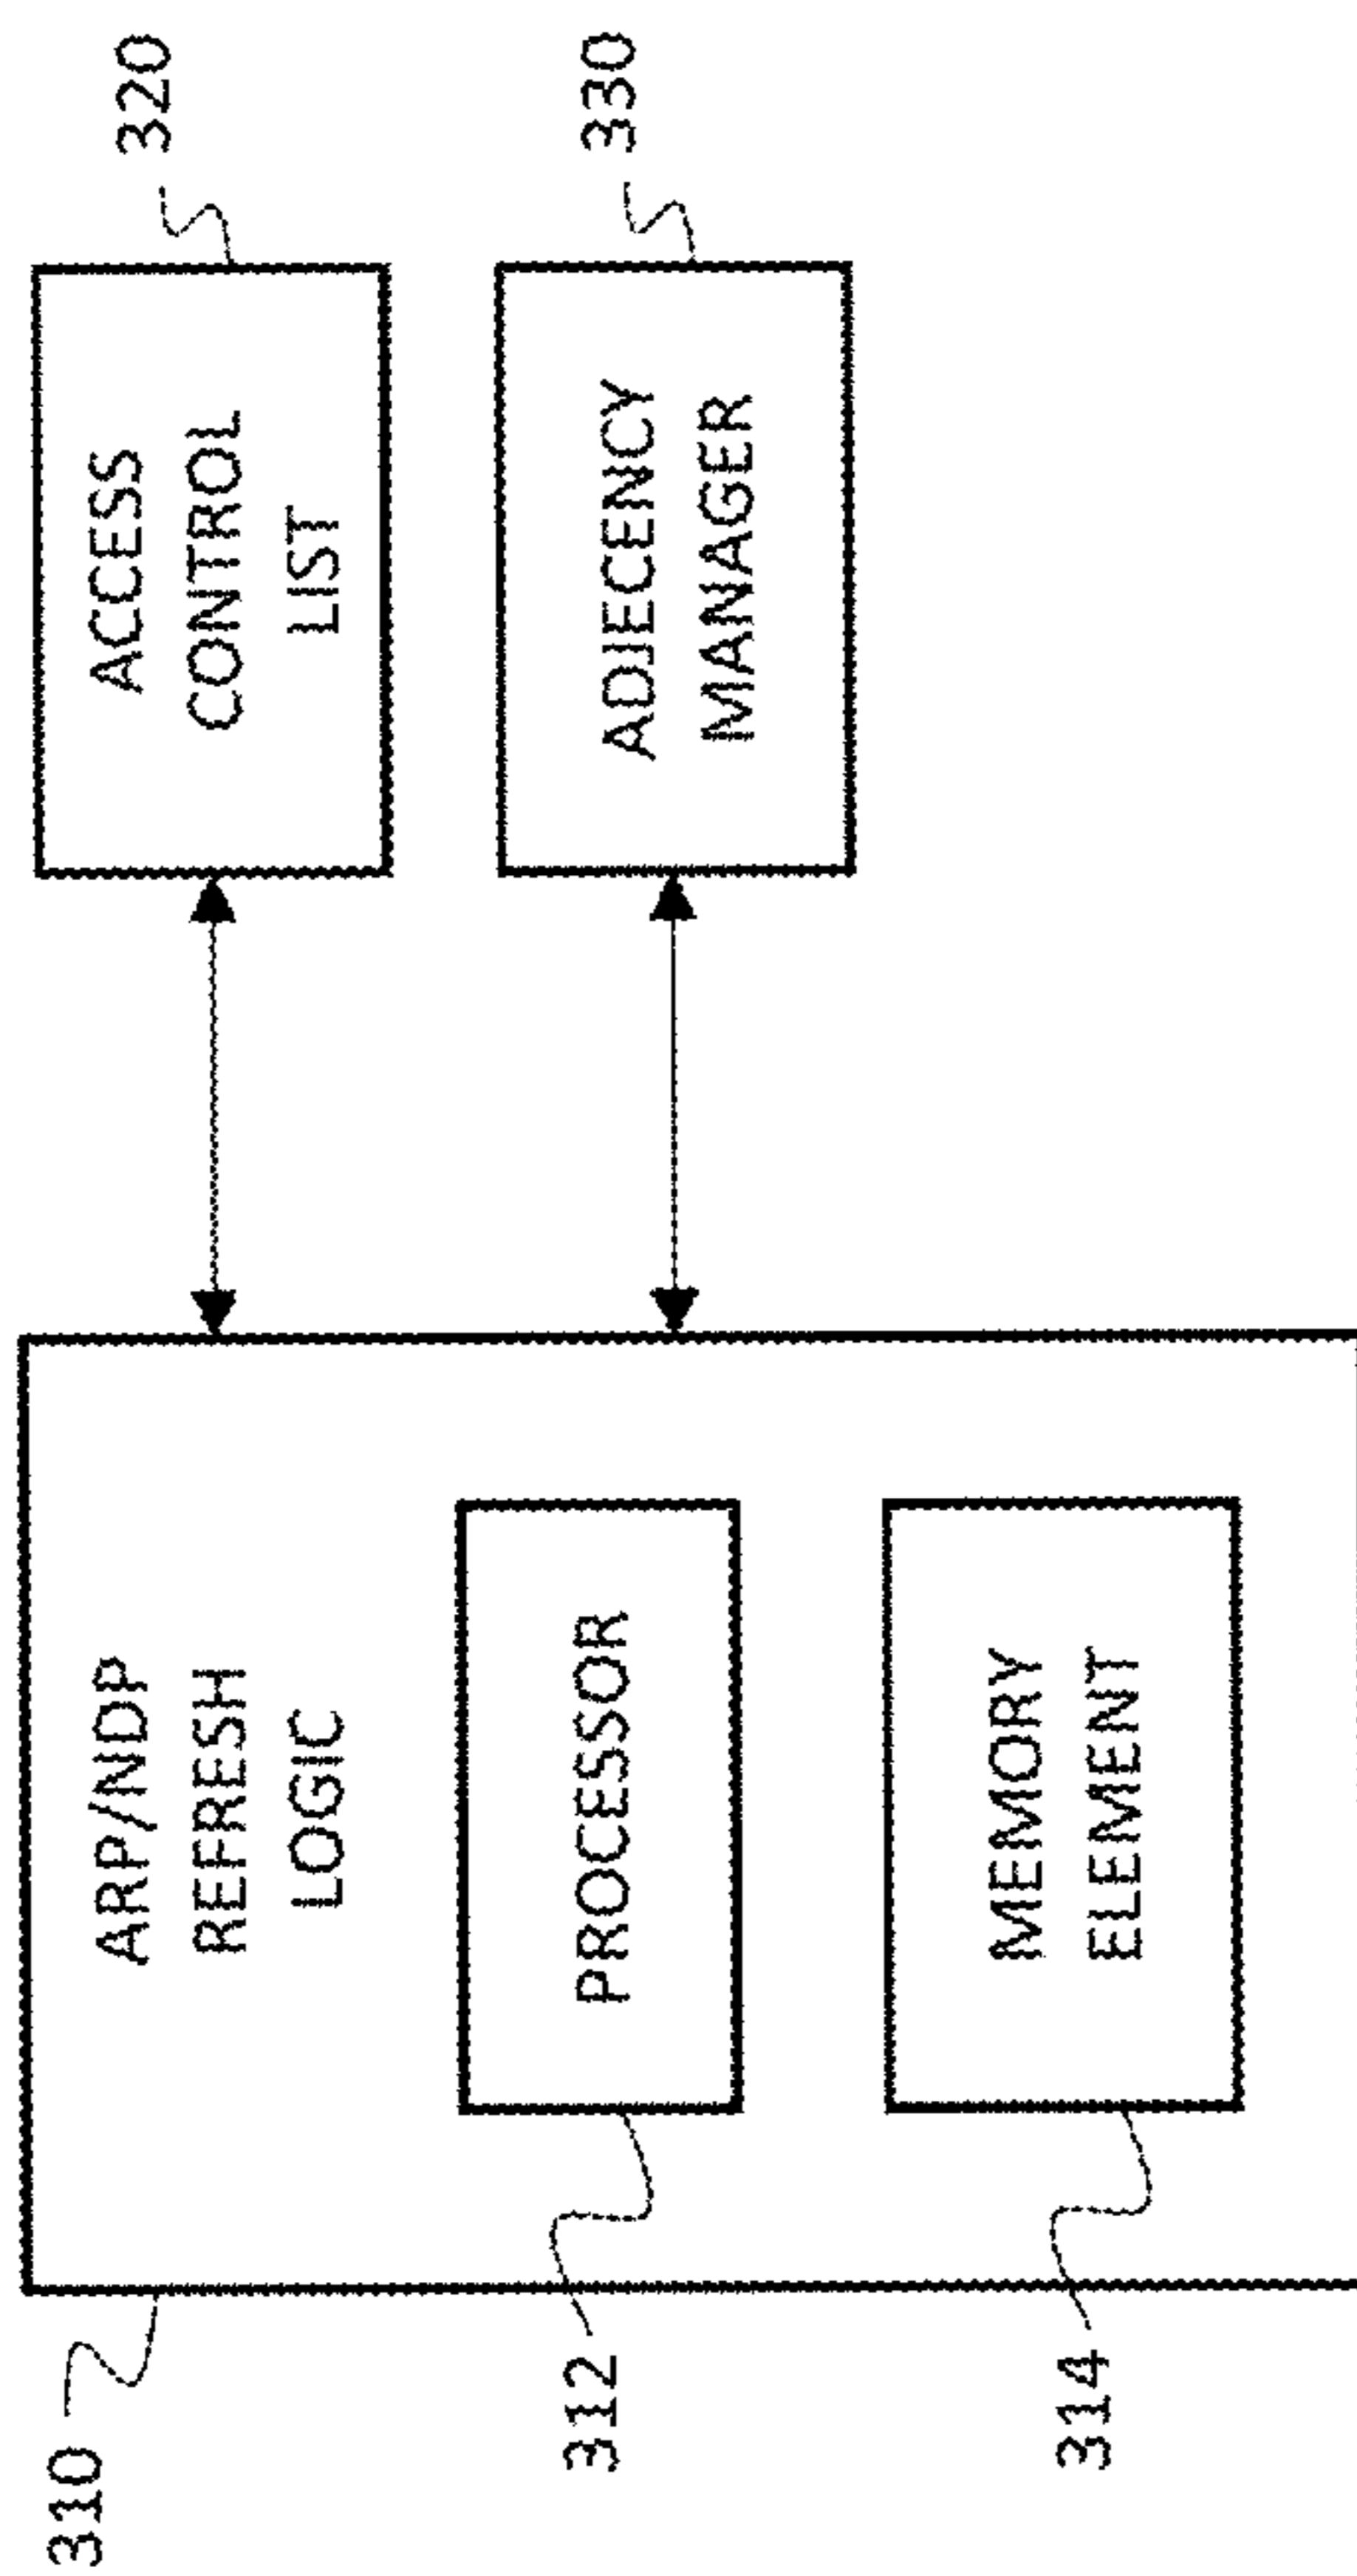 310
ARP/NDP
REFRESH
LOGIC
312
PROCESSOR
314
MEMORY
ELEMENT
ACCESS
CONTROL
LIST
320
ADJECENCY
MANAGER
330